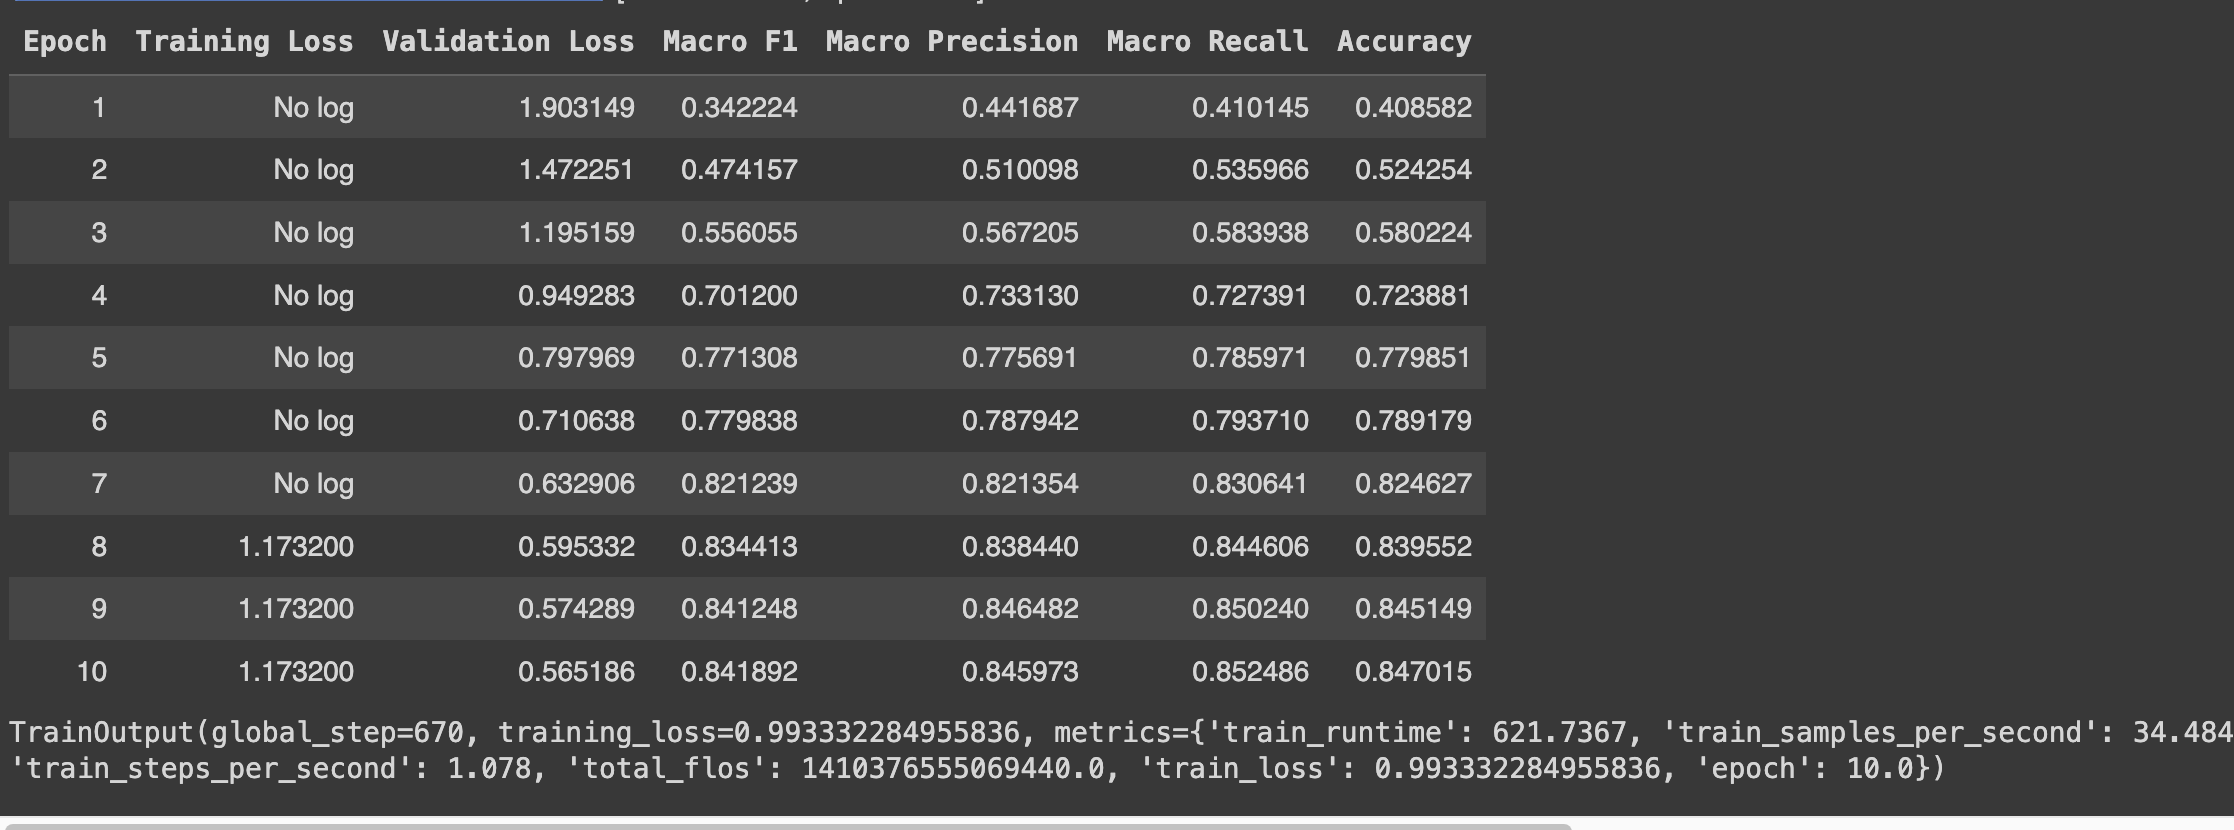 Epoch Training Loss Validation Loss Macro F1 Macro Precision Macro Recall Accuracy
1 No log 1.903149 0.342224 0.441687 0.410145 0.408582
2 No log 1.472251 0.474157 0.510098 0.535966 0.524254
3 No log 1.195159 0.556055 0.567205 0.583938 0.580224
4 No log 0.949283 0.701200 0.733130 0.727391 0.723881
5 No log 0.797969 0.771308 0.775691 0.785971 0.779851
6 No log 0.710638 0.779838 0.787942 0.793710 0.789179
7 No log 0.632906 0.821239 0.821354 0.830641 0.824627
8 1.173200 0.595332 0.834413 0.838440 0.844606 0.839552
9 1.173200 0.574289 0.841248 0.846482 0.850240 0.845149
10 1.173200 0.565186 0.841892 0.845973 0.852486 0.847015
TrainOutput(global_step=670, training_loss=0.993332284955836, metrics={'train_runtime': 621.7367, 'train_samples_per_second': 34.484
'train_steps_per_second': 1.078, 'total_flos': 1410376555069440.0, 'train_loss': 0.993332284955836, 'epoch': 10.0})